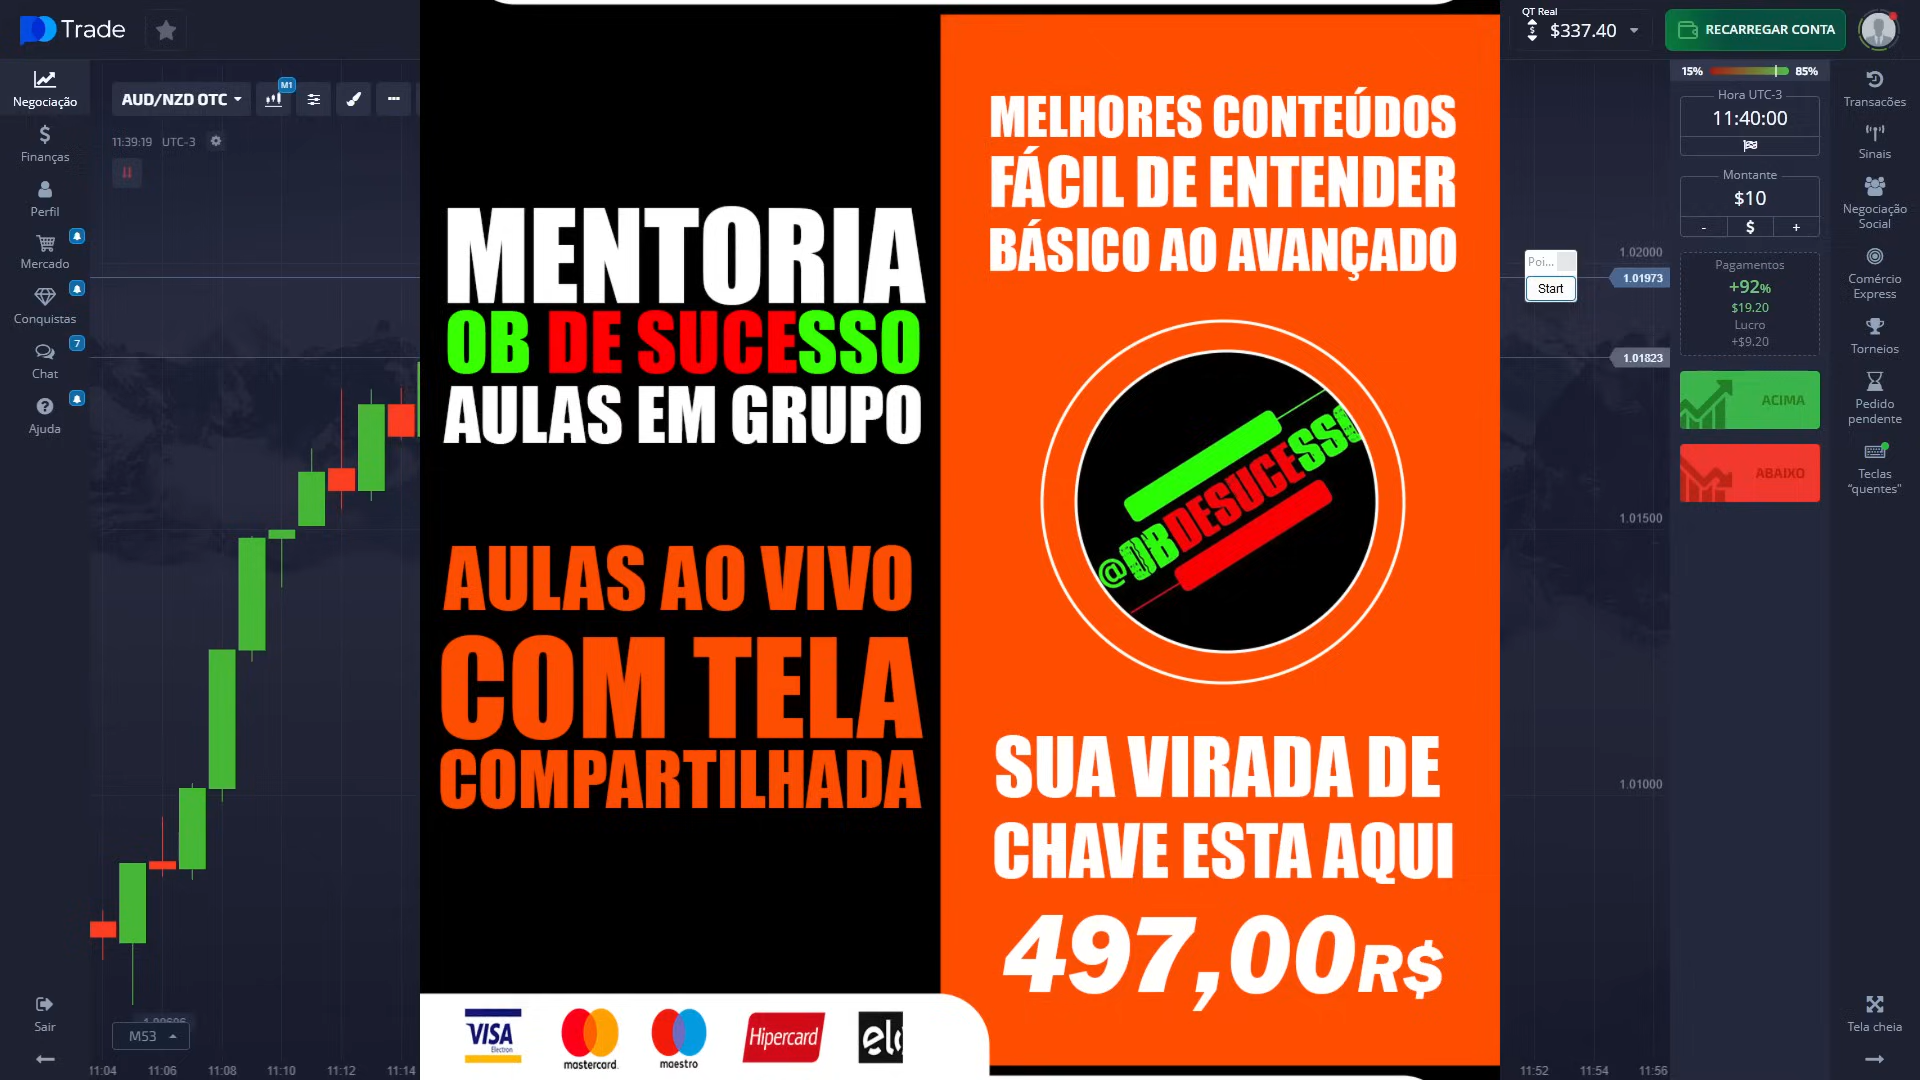 Trade
Negociação
Finanças
Perfil
Mercado
Conquistas
7
Chat
Ajuda
Sair
AUD/NZD OTC
M1
11:39:19 UTC-3
M53
11:04
11:06
11:08
11:10
11:12
11:14
MENTORIA
OB DE SUCESSO
AULAS EM GRUPO
AULAS AO VIVO
COM TELA
COMPARTILHADA
VISA
Electron
mastercard.
maestro
Hipercard
elo
MELHORES CONTEÚDOS
FÁCIL DE ENTENDER
BÁSICO AO AVANÇADO
@OBDESUCESSO
SUA VIRADA DE
CHAVE ESTA AQUI
497,00R$
QT Real
$337.40
RECARREGAR CONTA
Poi...
Start
1.02000
1.01973
1.01823
1.01500
1.01000
11:52
11:54
11:56
15%
85%
Hora UTC-3
11:40:00
Montante
$10
- $ +
Pagamentos
+92%
$19.20
Lucro
+$9.20
ACIMA
ABAIXO
Transacões
Sinais
Negociação
Social
Comércio
Express
Torneios
Pedido
pendente
Teclas
“quentes”
Tela cheia